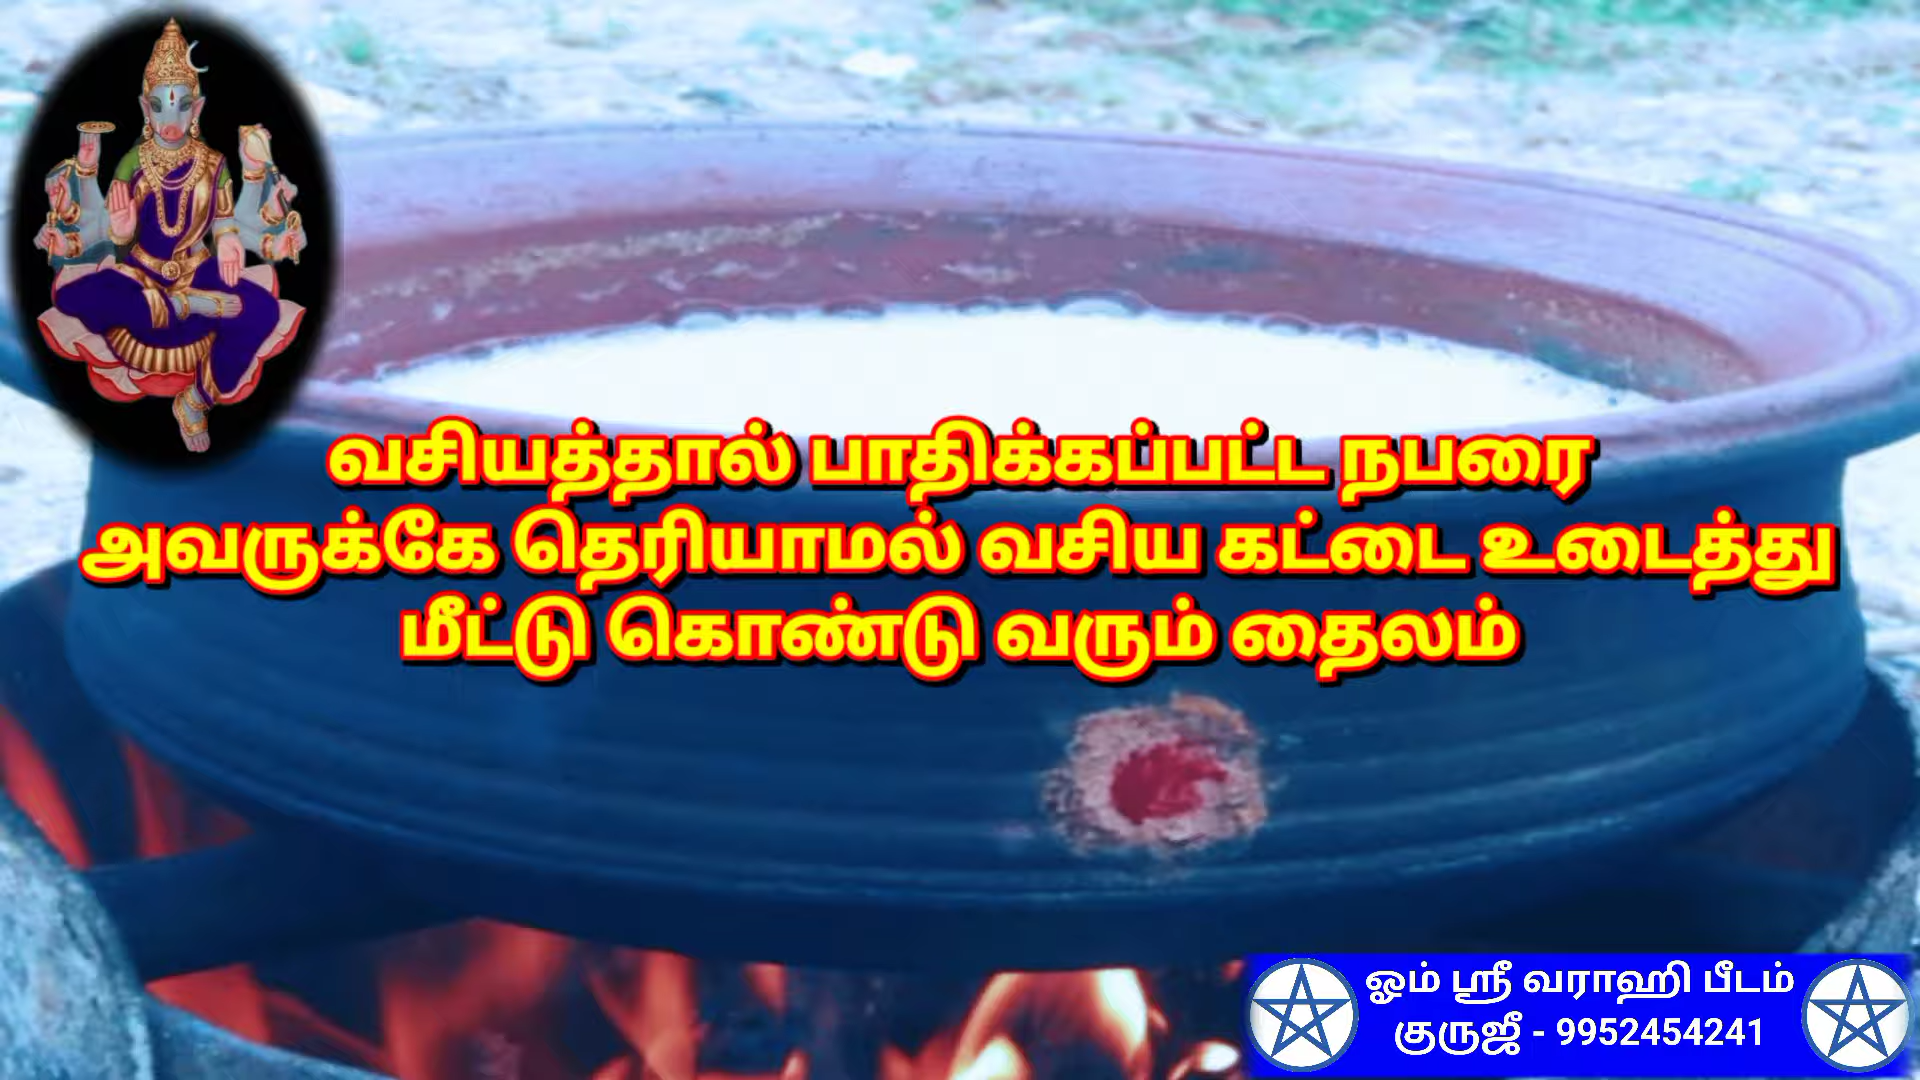 வசியத்தால் பாதிக்கப்பட்ட நபரை
அவருக்கே தெரியாமல் வசிய கட்டை உடைத்து
மீட்டு கொண்டு வரும் தைலம்
ஓம் ஸ்ரீ வராஹி பீடம்
குருஜீ - 9952454241